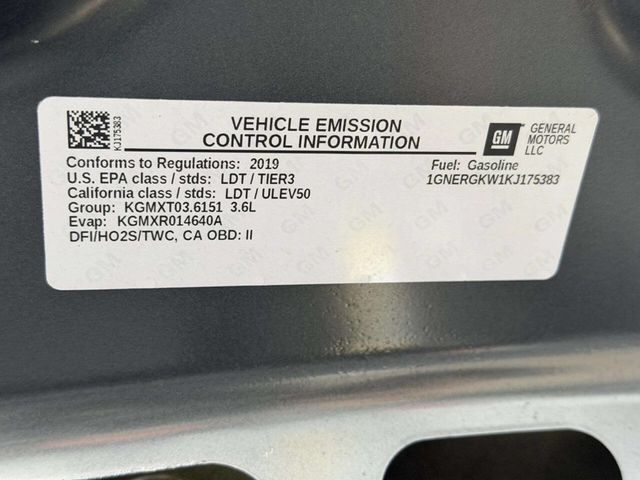 KJ175383
VEHICLE EMISSION
CONTROL INFORMATION
GM
GENERAL
MOTORS
LLC
Conforms to Regulations: 2019
U.S. EPA class / stds: LDT / TIER3
California class / stds: LDT / ULEV50
Group: KGMXT03.6151 3.6L
Evap: KGMXR014640A
DFI/HO2S/TWC, CA OBD: II
Fuel: Gasoline
1GNERGKW1KJ175383